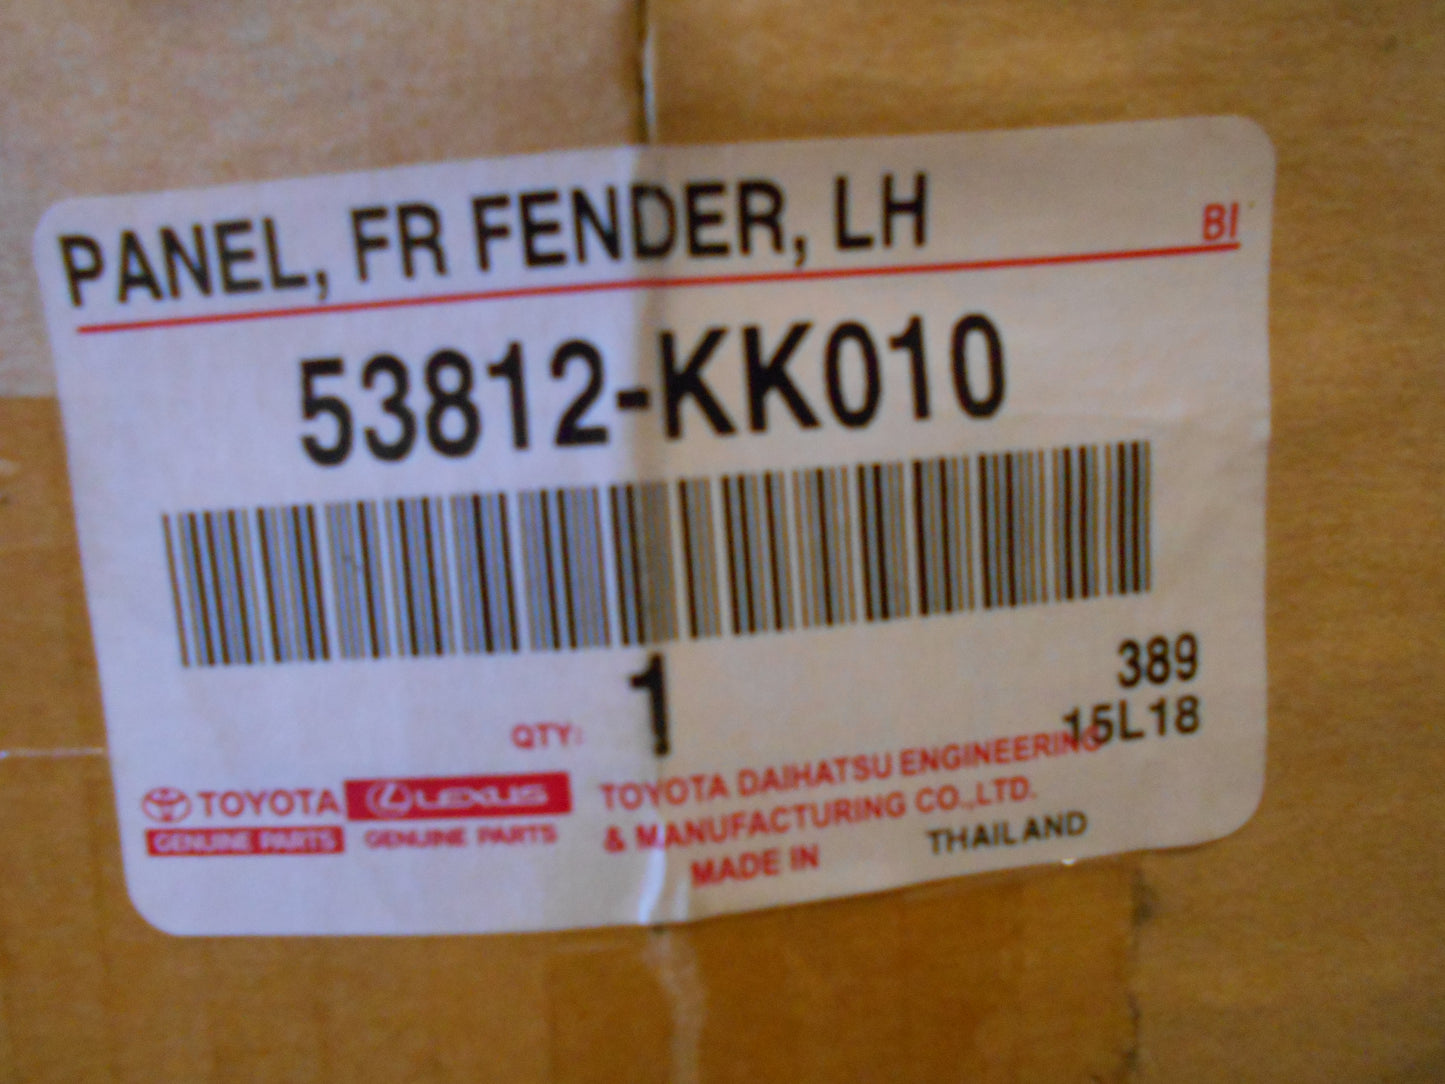 PANEL, FR FENDER, LH BI
53812-KK010
QTY: 1
389
15L18
TOYOTA LEXUS
GENUINE PARTS GENUINE PARTS
TOYOTA DAIHATSU ENGINEERING
& MANUFACTURING CO.,LTD.
MADE IN THAILAND